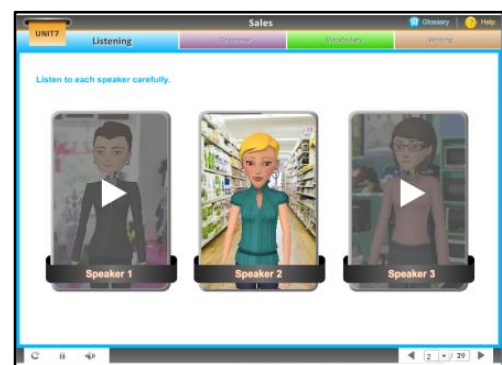 Sales
Glossary
Help
UNIT7
Listening
Grammar
Vocabulary
Writing
Listen to each speaker carefully.
Speaker 1
Speaker 2
Speaker 3
2 / 29